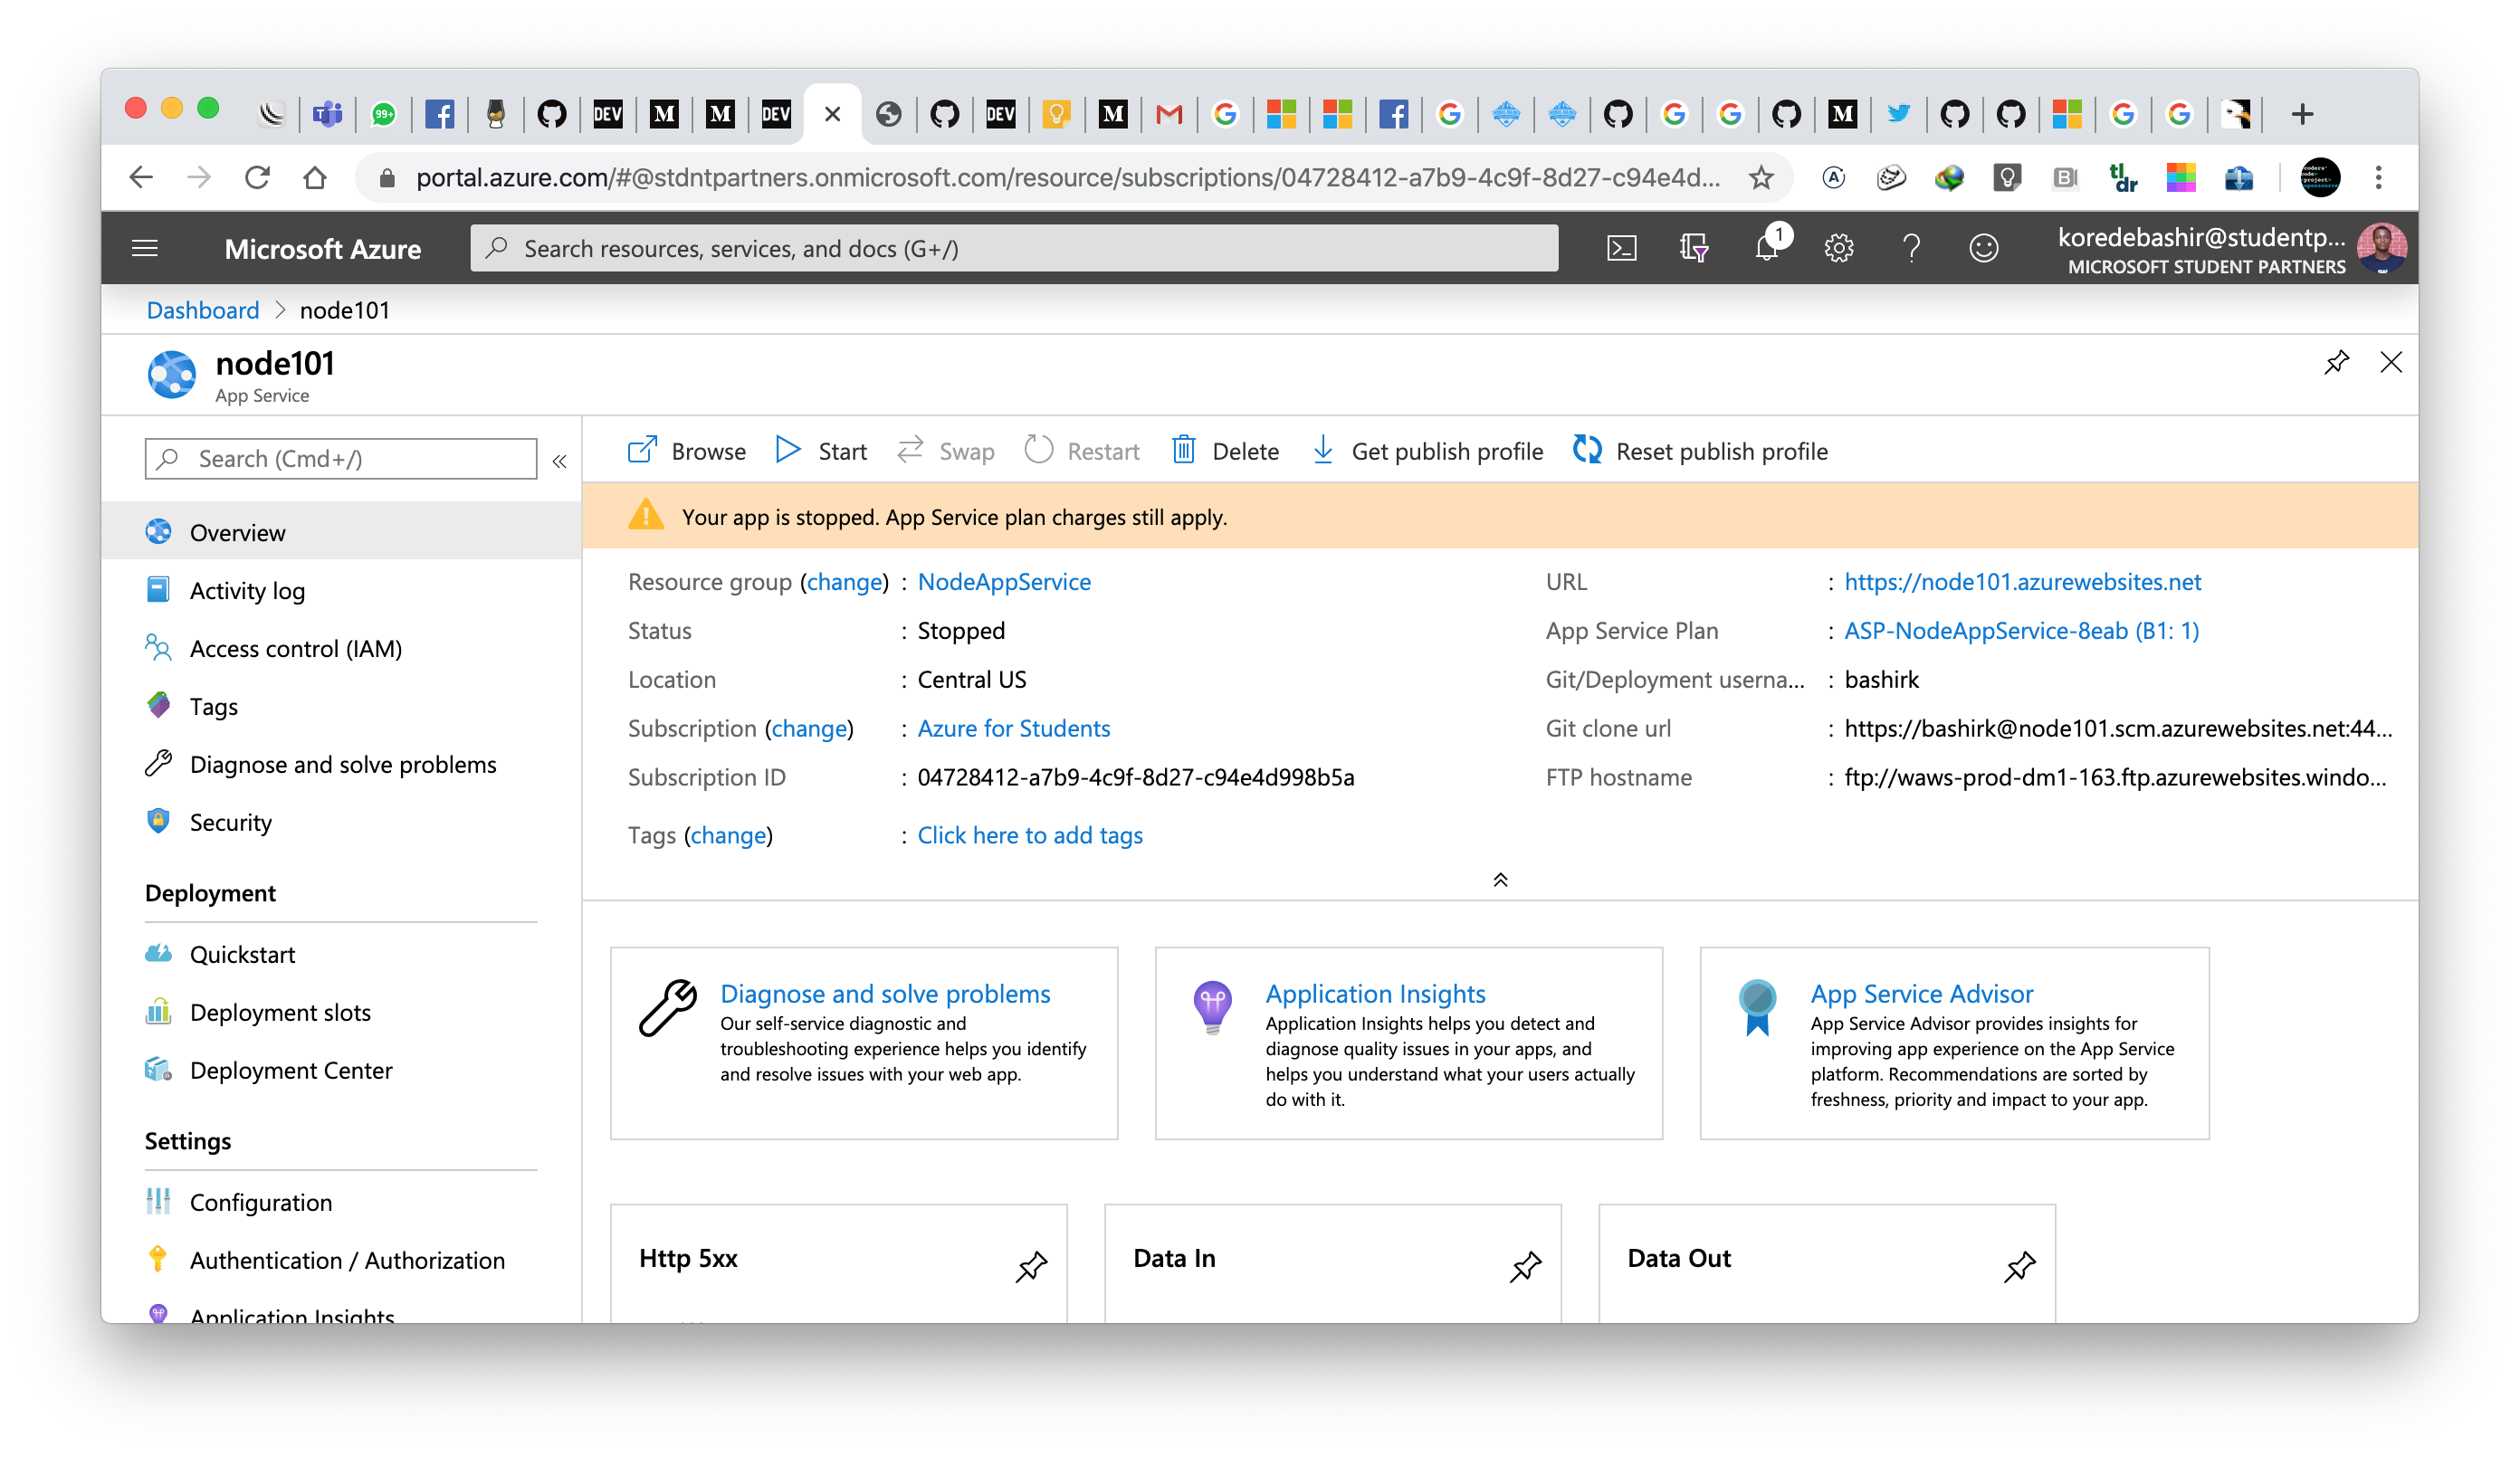 99+
DEV
M
M
DEV
DEV
M
G
G
G
G
M
G
G
portal.azure.com/#@stdntpartners.onmicrosoft.com/resource/subscriptions/04728412-a7b9-4c9f-8d27-c94e4d...
A
B
tl;dr
Microsoft Azure
Search resources, services, and docs (G+/)
1
koredebashir@studentp...
MICROSOFT STUDENT PARTNERS
Dashboard > node101
node101
App Service
Search (Cmd+/)
«
Browse
Start
Swap
Restart
Delete
Get publish profile
Reset publish profile
Your app is stopped. App Service plan charges still apply.
Overview
Activity log
Access control (IAM)
Tags
Diagnose and solve problems
Security
Deployment
Quickstart
Deployment slots
Deployment Center
Settings
Configuration
Authentication / Authorization
Application Insights
Resource group (change) : NodeAppService
Status : Stopped
Location : Central US
Subscription (change) : Azure for Students
Subscription ID : 04728412-a7b9-4c9f-8d27-c94e4d998b5a
Tags (change) : Click here to add tags
URL : https://node101.azurewebsites.net
App Service Plan : ASP-NodeAppService-8eab (B1: 1)
Git/Deployment userna... : bashirk
Git clone url : https://bashirk@node101.scm.azurewebsites.net:44...
FTP hostname : ftp://waws-prod-dm1-163.ftp.azurewebsites.windo...
Diagnose and solve problems
Our self-service diagnostic and
troubleshooting experience helps you identify
and resolve issues with your web app.
Application Insights
Application Insights helps you detect and
diagnose quality issues in your apps, and
helps you understand what your users actually
do with it.
App Service Advisor
App Service Advisor provides insights for
improving app experience on the App Service
platform. Recommendations are sorted by
freshness, priority and impact to your app.
Http 5xx
Data In
Data Out